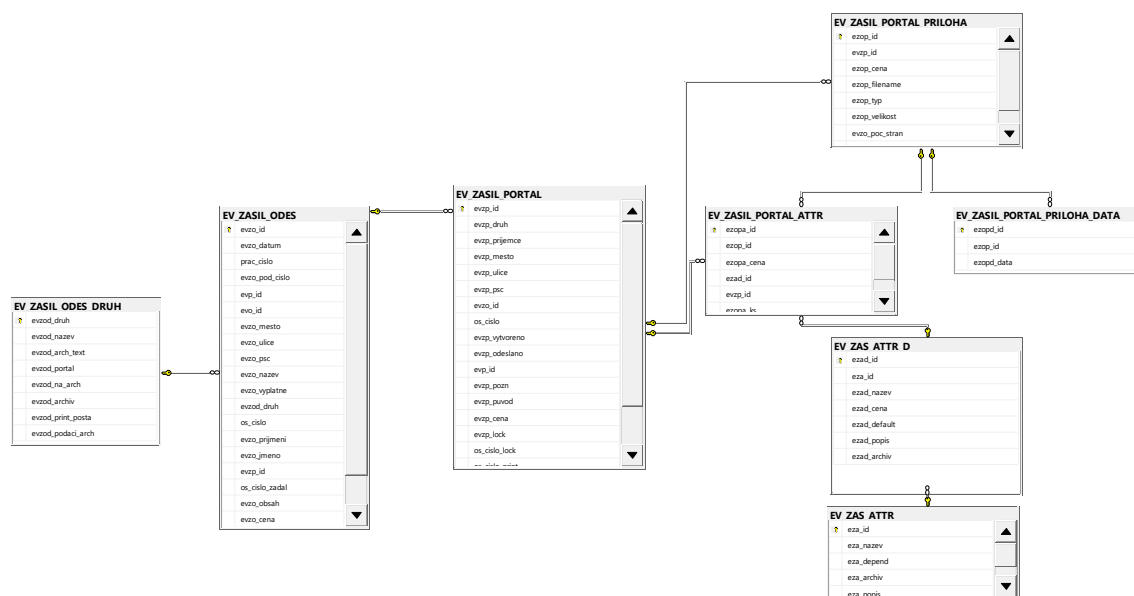 EV_ZASIL_PORTAL_PRILOHA
ezop_id
evzp_id
ezop_cena
ezop_filename
ezop_typ
ezop_velikost
evzo_poc_stran
EV_ZASIL_PORTAL
evzp_id
evzp_druh
evzp_prijemce
evzp_mesto
evzp_ulice
evzp_psc
evzo_id
os_cislo
evzp_vytvoreno
evzp_odeslano
evp_id
evzp_pozn
evzp_puvod
evzp_cena
evzp_lock
os_cislo_lock
os_cislo_print
EV_ZASIL_ODES
evzo_id
evzo_datum
prac_cislo
evzo_pod_cislo
evp_id
evo_id
evzo_mesto
evzo_ulice
evzo_psc
evzo_nazev
evzo_vyplatne
evzod_druh
os_cislo
evzo_prijmeni
evzo_jmeno
evzp_id
os_cislo_zadal
evzo_obsah
evzo_cena
EV_ZASIL_PORTAL_ATTR
ezopa_id
ezop_id
ezopa_cena
ezad_id
evzp_id
ezopa_ks
EV_ZASIL_PORTAL_PRILOHA_DATA
ezopd_id
ezop_id
ezopd_data
EV_ZASIL_ODES_DRUH
evzod_druh
evzod_nazev
evzod_arch_text
evzod_portal
evzod_na_arch
evzod_archiv
evzod_print_posta
evzod_podaci_arch
EV_ZAS_ATTR_D
ezad_id
eza_id
ezad_nazev
ezad_cena
ezad_default
ezad_popis
ezad_archiv
EV_ZAS_ATTR
eza_id
eza_nazev
eza_depend
eza_archiv
eza_popis